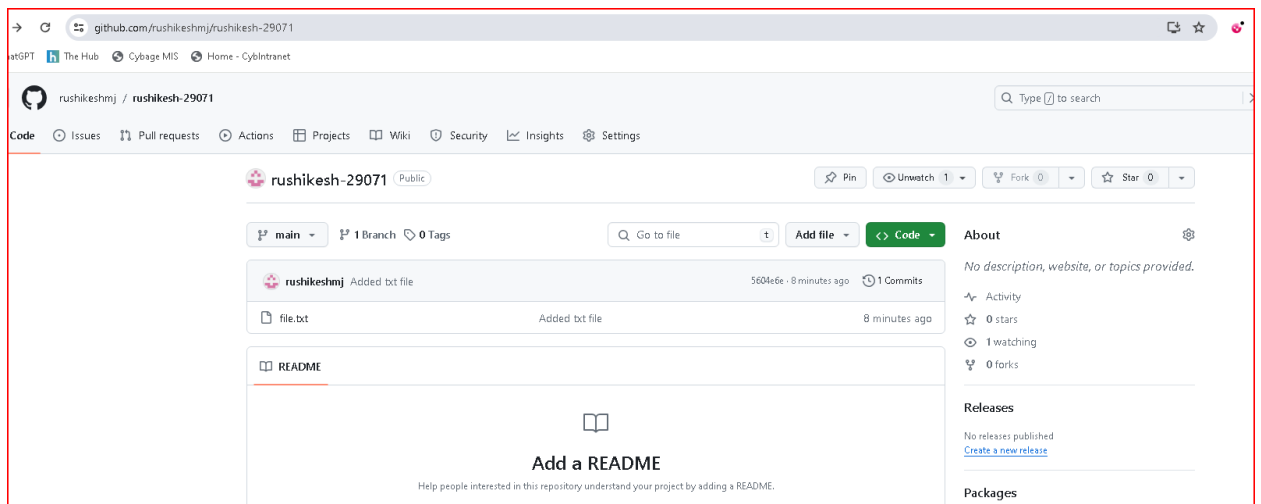 github.com/rushikeshmj/rushikesh-29071
atGPT The Hub Cybage MIS Home - CybIntranet
rushikeshmj / rushikesh-29071 Type / to search
Code Issues Pull requests Actions Projects Wiki Security Insights Settings
rushikesh-29071 Public Pin Unwatch 1 Fork 0 Star 0
main 1 Branch 0 Tags Go to file t Add file Code About
No description, website, or topics provided.
rushikeshmj Added txt file 5604e6e · 8 minutes ago 1 Commits
Activity
file.txt Added txt file 8 minutes ago
0 stars
1 watching
0 forks
README
Releases
No releases published
Create a new release
Add a README
Help people interested in this repository understand your project by adding a README.
Packages